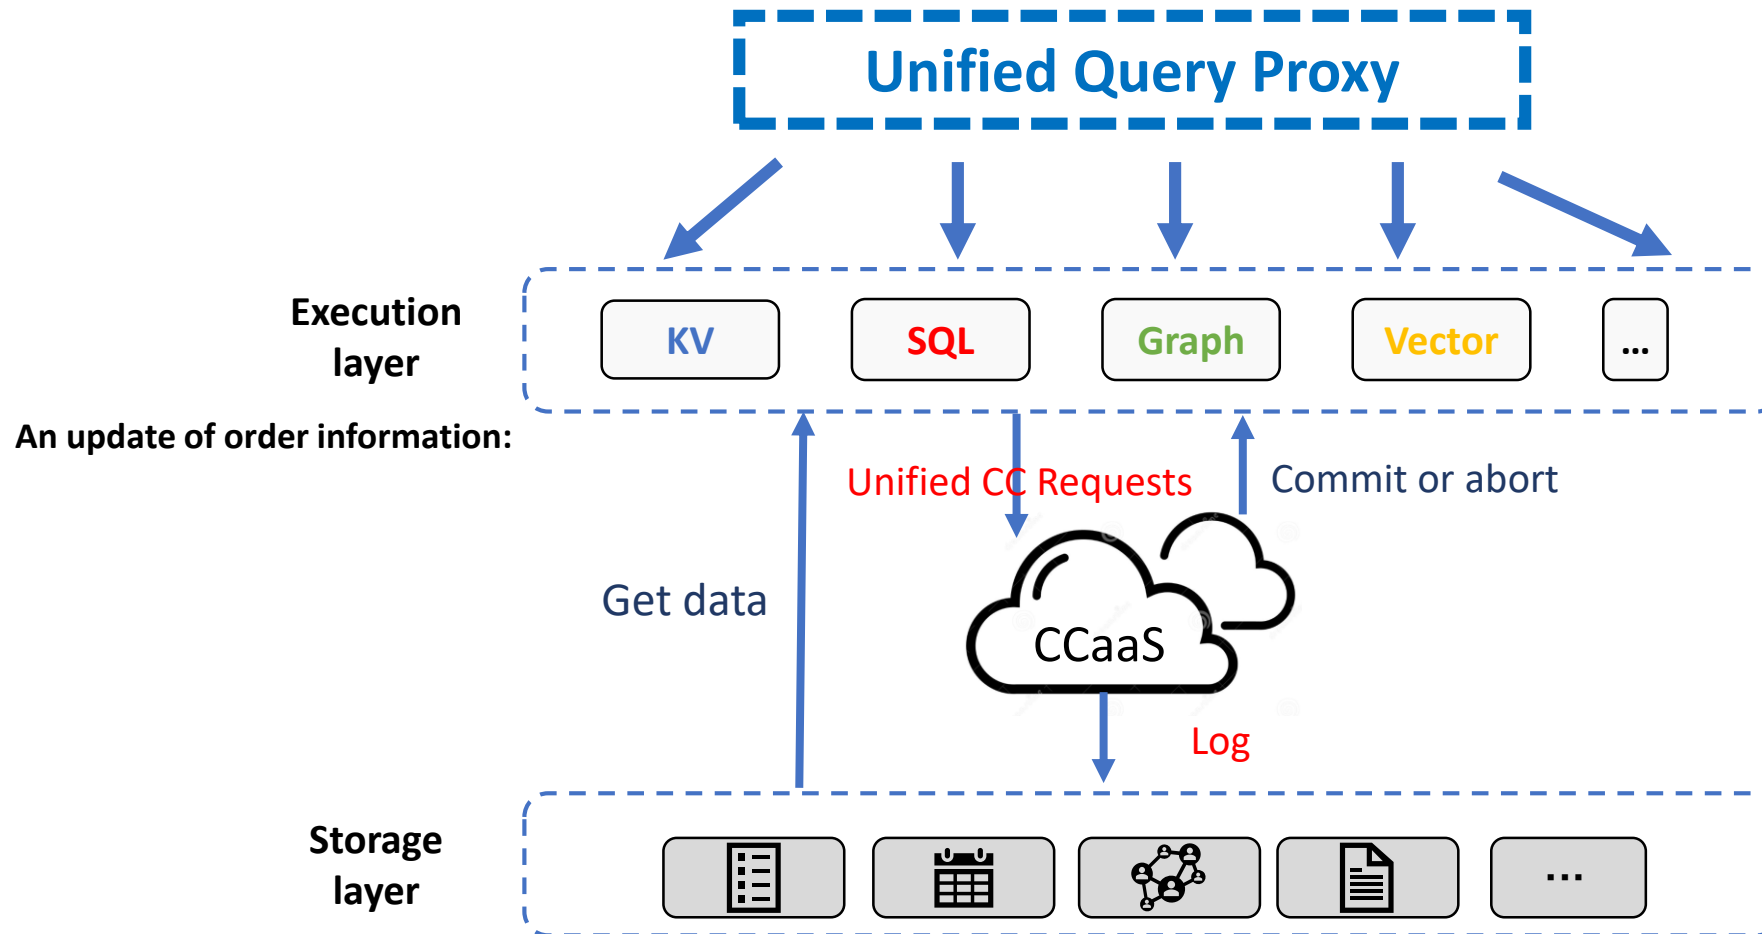 Unified Query Proxy
Execution
layer
KV
SQL
Graph
Vector
...
An update of order information:
Unified CC Requests
Commit or abort
Get data
CCaaS
Log
Storage
layer
...